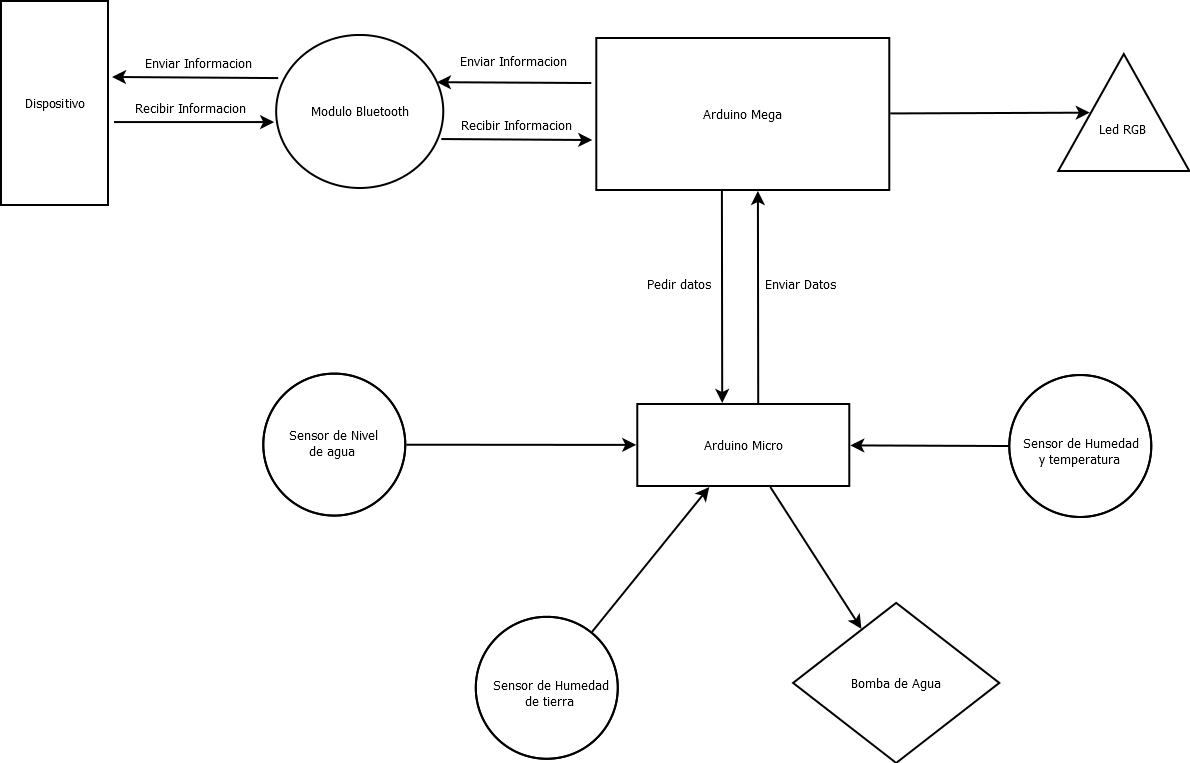 Enviar Informacion
Enviar Informacion
Dispositivo
Recibir Informacion
Modulo Bluetooth
Recibir Informacion
Arduino Mega
Led RGB
Pedir datos
Enviar Datos
Sensor de Nivel
de agua
Arduino Micro
Sensor de Humedad
y temperatura
Sensor de Humedad
de tierra
Bomba de Agua